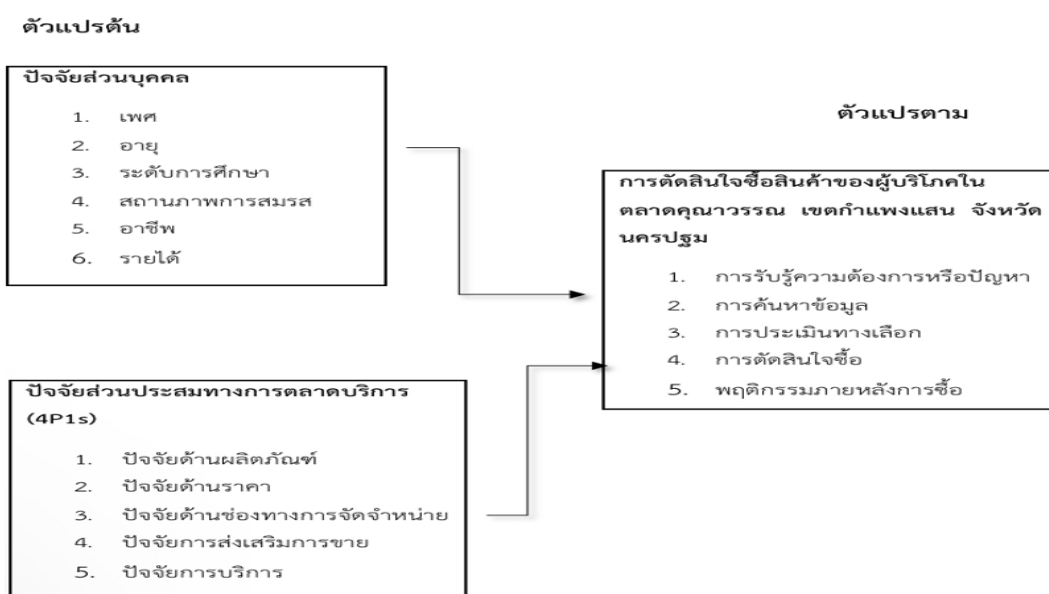 ตัวแปรต้น
ปัจจัยส่วนบุคคล
1. เพศ
2. อายุ
3. ระดับการศึกษา
4. สถานภาพการสมรส
5. อาชีพ
6. รายได้
ปัจจัยส่วนประสมทางการตลาดบริการ
(4P1s)
1. ปัจจัยด้านผลิตภัณฑ์
2. ปัจจัยด้านราคา
3. ปัจจัยด้านช่องทางการจัดจำหน่าย
4. ปัจจัยการส่งเสริมการขาย
5. ปัจจัยการบริการ
ตัวแปรตาม
การตัดสินใจซื้อสินค้าของผู้บริโภคใน
ตลาดคุณาวรรณ เขตกำแพงแสน จังหวัด
นครปฐม
1. การรับรู้ความต้องการหรือปัญหา
2. การค้นหาข้อมูล
3. การประเมินทางเลือก
4. การตัดสินใจซื้อ
5. พฤติกรรมภายหลังการซื้อ